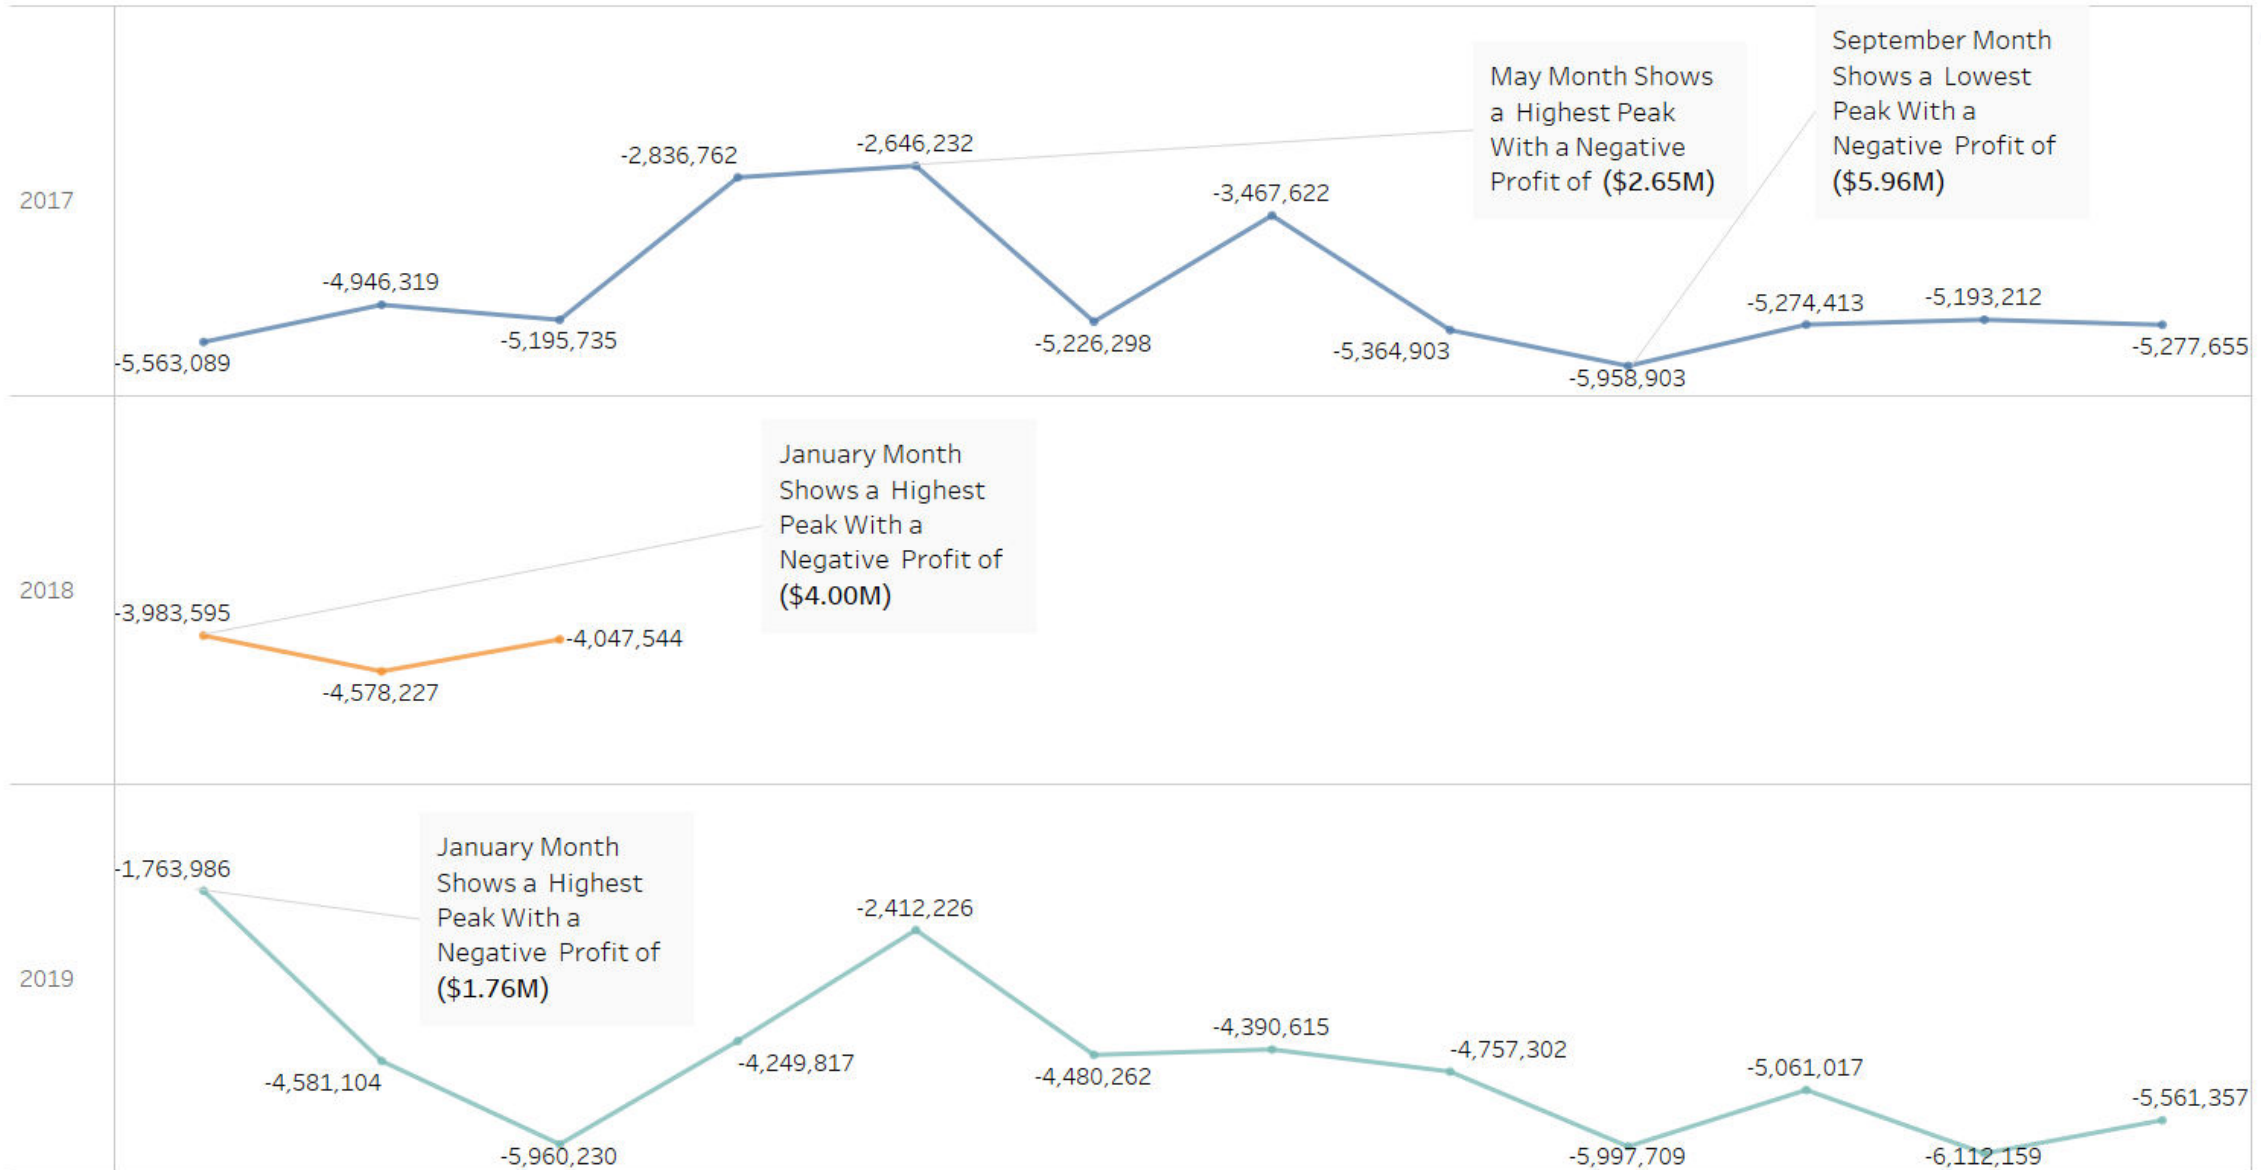 September Month
Shows a Lowest
Peak With a
Negative Profit of
($5.96M)
May Month Shows
a Highest Peak
With a Negative
Profit of ($2.65M)
2017
-5,563,089
-4,946,319
-5,195,735
-2,836,762
-2,646,232
-5,226,298
-3,467,622
-5,364,903
-5,958,903
-5,274,413
-5,193,212
-5,277,655
January Month
Shows a Highest
Peak With a
Negative Profit of
($4.00M)
2018
-3,983,595
-4,578,227
-4,047,544
January Month
Shows a Highest
Peak With a
Negative Profit of
($1.76M)
2019
-1,763,986
-4,581,104
-5,960,230
-4,249,817
-2,412,226
-4,480,262
-4,390,615
-4,757,302
-5,997,709
-5,061,017
-6,112,159
-5,561,357